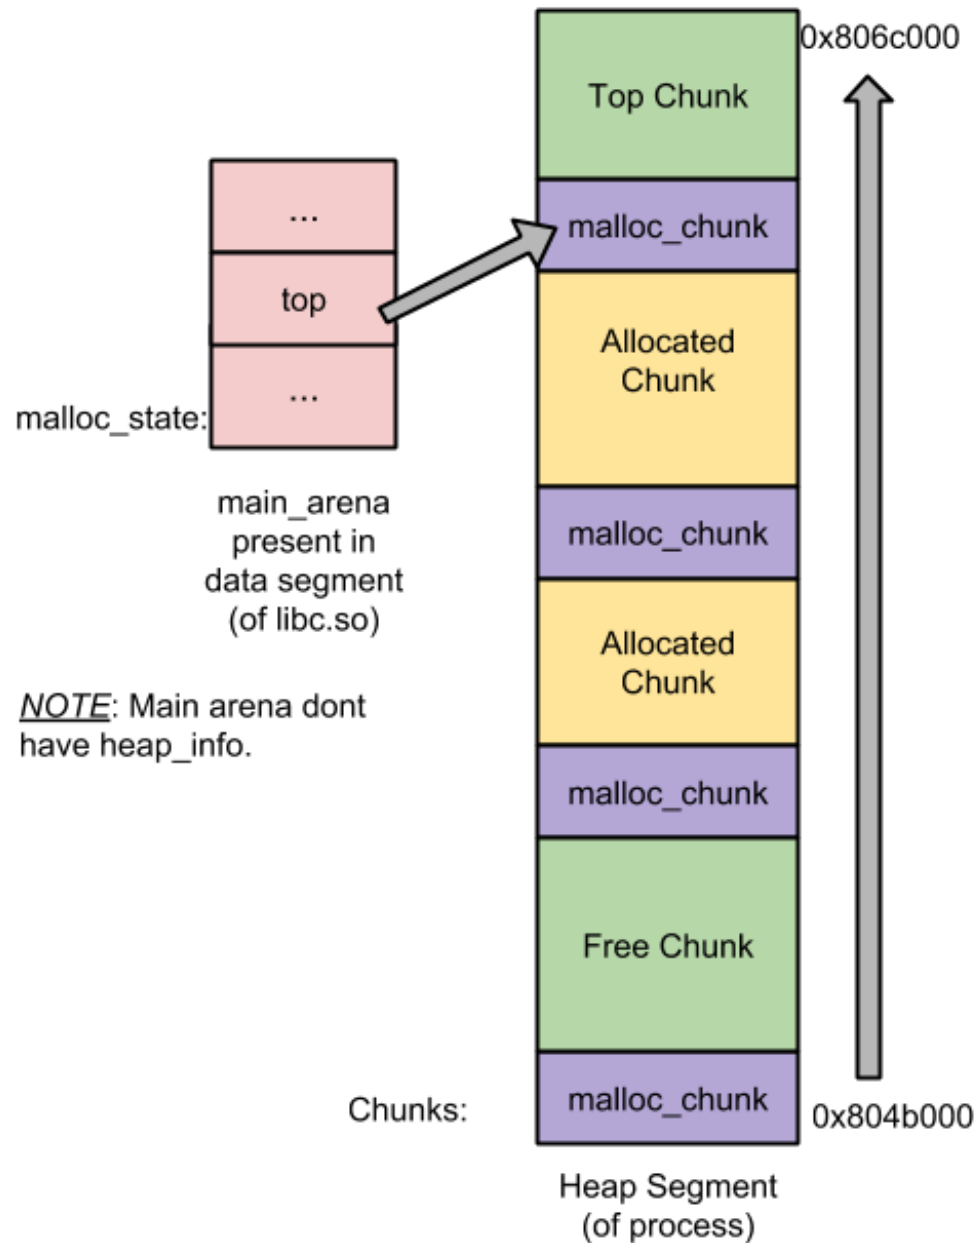 0x806c000
Top Chunk
malloc_chunk
...
top
...
malloc_state:
main_arena
present in
data segment
(of libc.so)
NOTE: Main arena dont
have heap_info.
Allocated
Chunk
malloc_chunk
Allocated
Chunk
malloc_chunk
Free Chunk
malloc_chunk
Chunks:
0x804b000
Heap Segment
(of process)